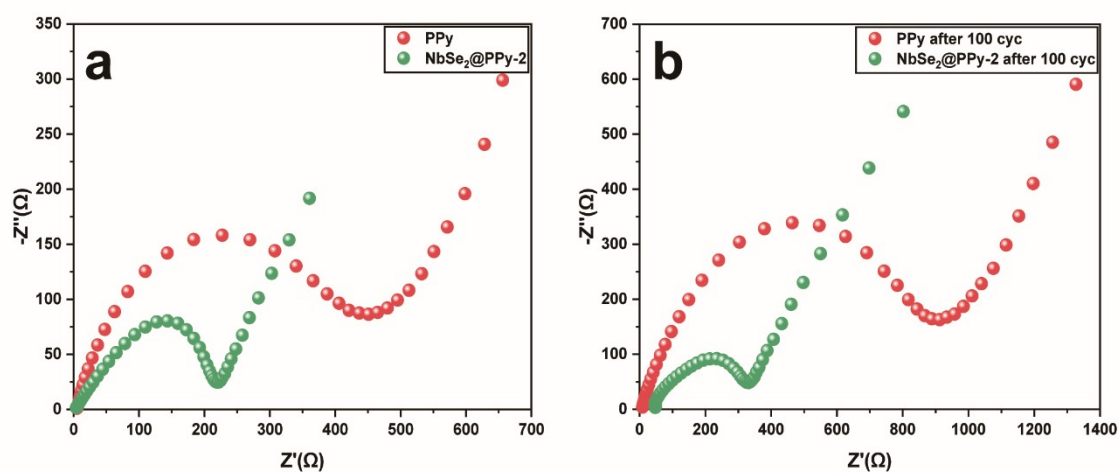 a
PPy
NbSe₂@PPy-2
350
300
250
200
150
100
50
0
-Z''(Ω)
0 100 200 300 400 500 600 700
Z'(Ω)
b
PPy after 100 cyc
NbSe₂@PPy-2 after 100 cyc
700
600
500
400
300
200
100
0
-Z''(Ω)
0 200 400 600 800 1000 1200 1400
Z'(Ω)